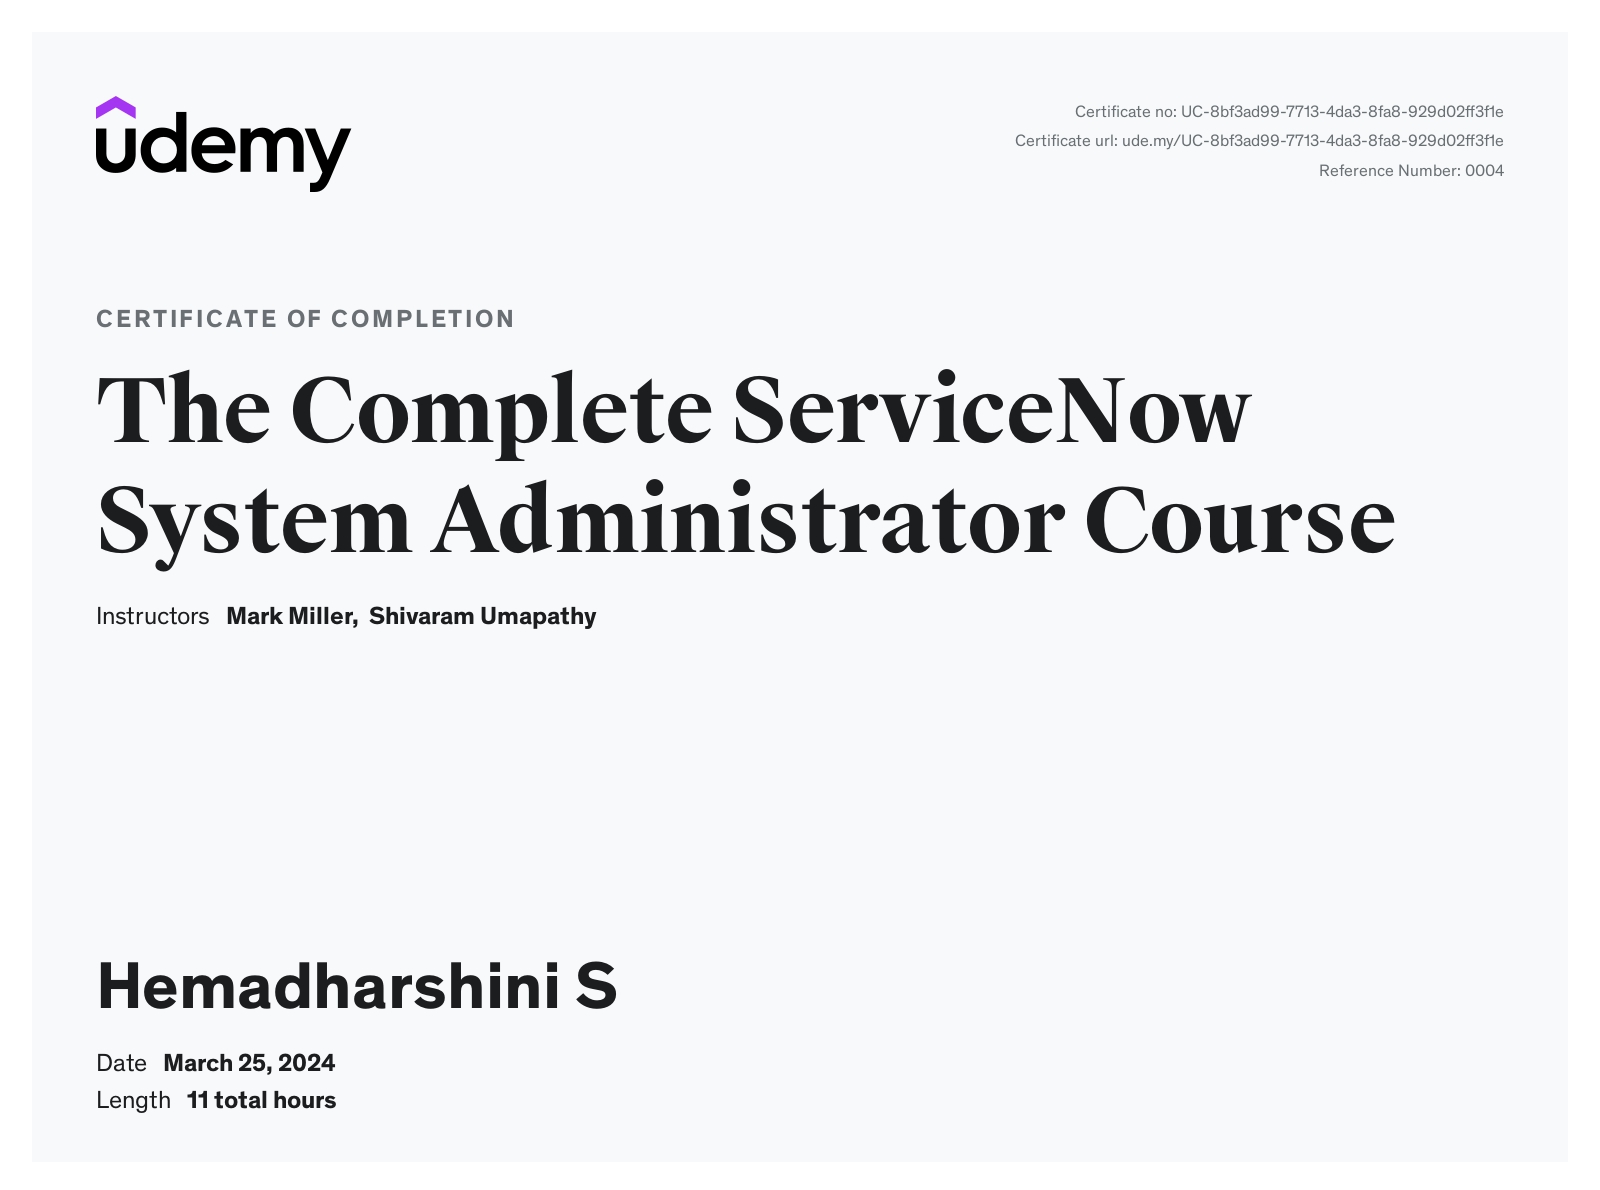 udemy
Certificate no: UC-8bf3ad99-7713-4da3-8fa8-929d02ff3f1e
Certificate url: ude.my/UC-8bf3ad99-7713-4da3-8fa8-929d02ff3f1e
Reference Number: 0004
CERTIFICATE OF COMPLETION
The Complete ServiceNow
System Administrator Course
Instructors Mark Miller, Shivaram Umapathy
Hemadharshini S
Date March 25, 2024
Length 11 total hours